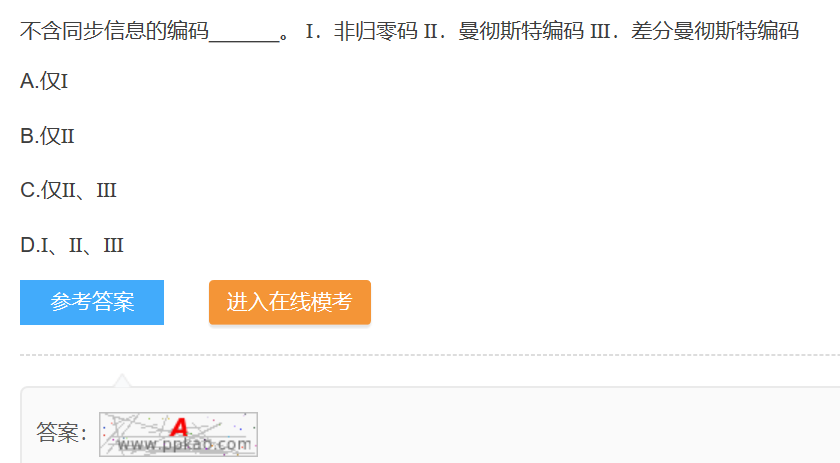 不含同步信息的编码_______。 I．非归零码 II．曼彻斯特编码 III．差分曼彻斯特编码
A.仅I
B.仅II
C.仅II、III
D.I、II、III
参考答案 进入在线模考
答案： A
www.ppkao.com